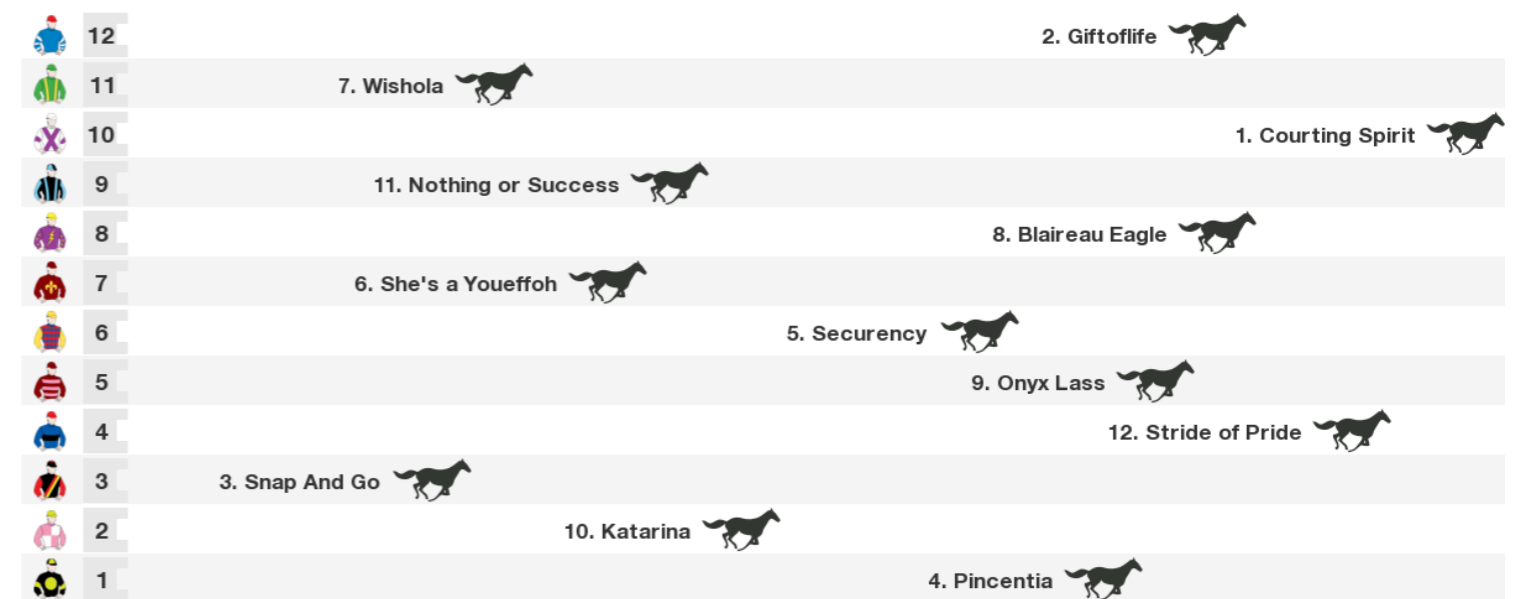 12 2. Giftoflife
11 7. Wishola
10 1. Courting Spirit
9 11. Nothing or Success
8 8. Blaireau Eagle
7 6. She's a Youeffoh
6 5. Securency
5 9. Onyx Lass
4 12. Stride of Pride
3 3. Snap And Go
2 10. Katarina
1 4. Pincentia